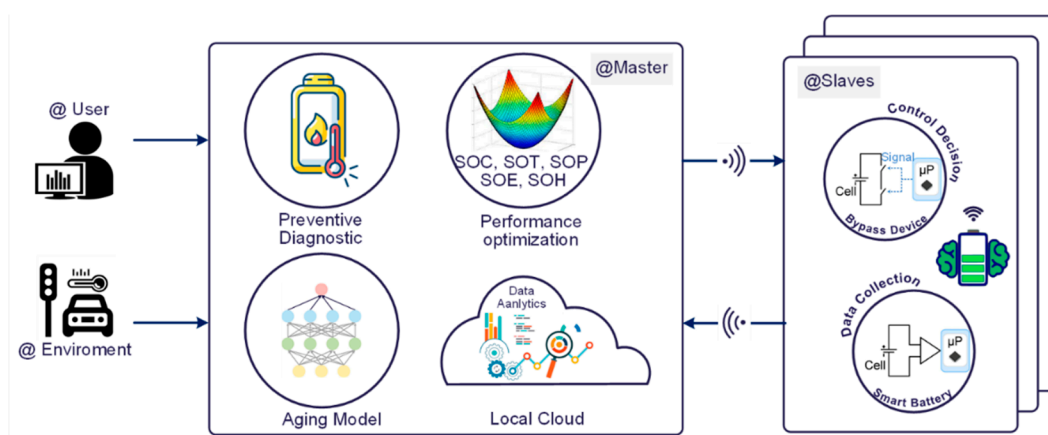 @ User
@ Enviroment
@Master
Preventive
Diagnostic
SOC, SOT, SOP
SOE, SOH
Performance
optimization
Aging Model
Data
Aanlytics
Local Cloud
@Slaves
Control Decision
Signal
µP
Cell
Bypass Device
Data Collection
µP
Cell
Smart Battery